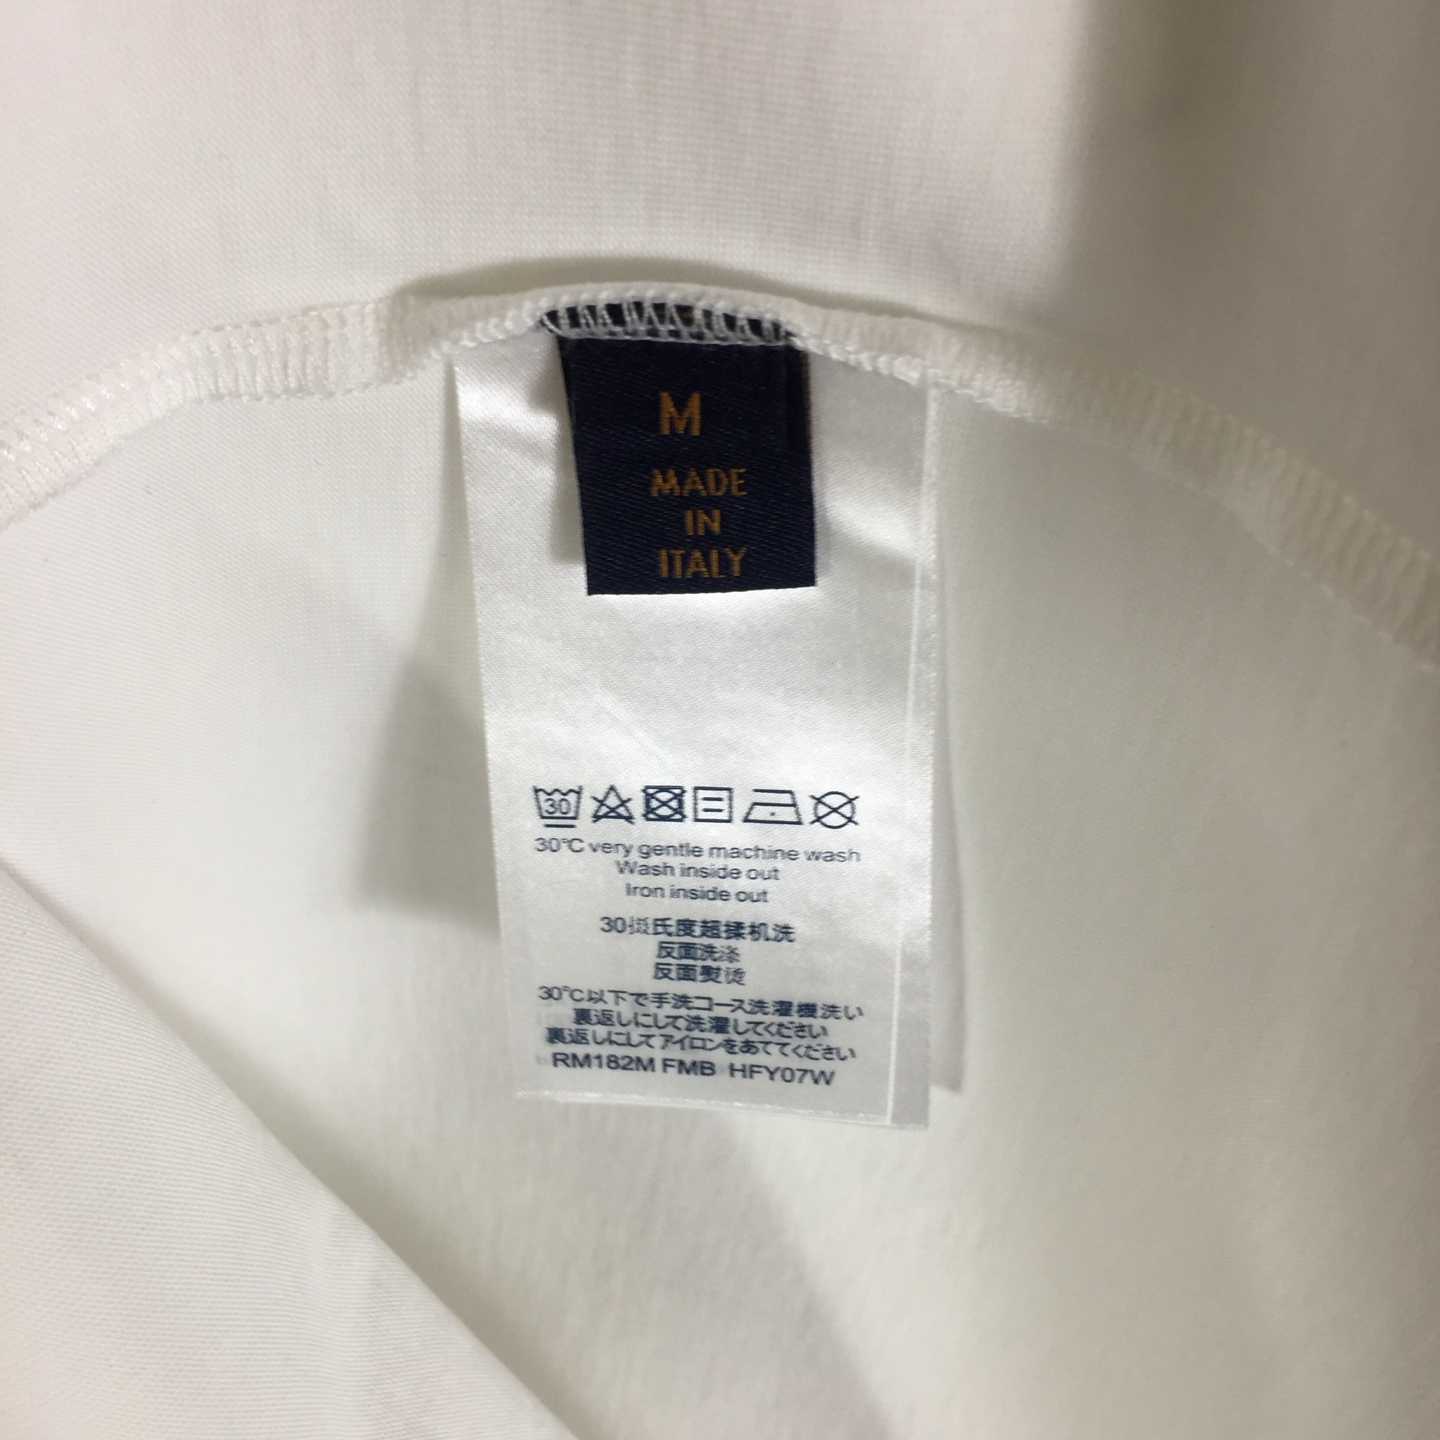 M
MADE
IN
ITALY
30
30°C very gentle machine wash
Wash inside out
Iron inside out
30摄氏度超揉机洗
反面洗涤
反面熨烫
30°C以下で手洗コース洗濯機洗い
裏返しにして洗濯してください
裏返しにしてアイロンをあててください
RM182M FMB HFY07W